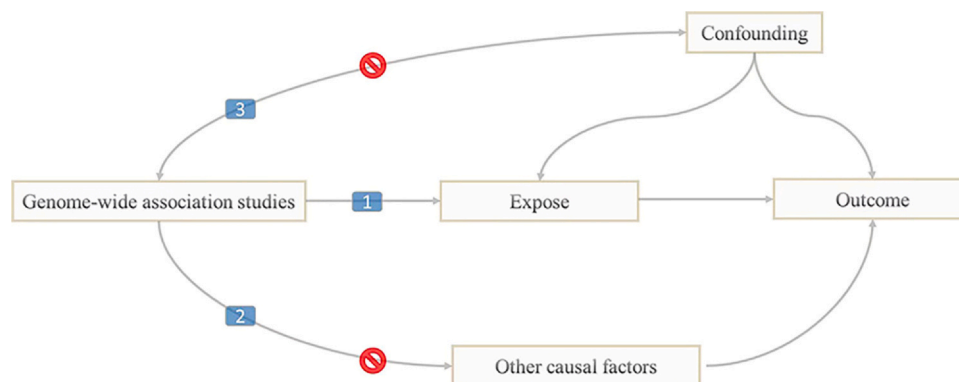 Confounding
3
Genome-wide association studies
1
Expose
Outcome
2
Other causal factors